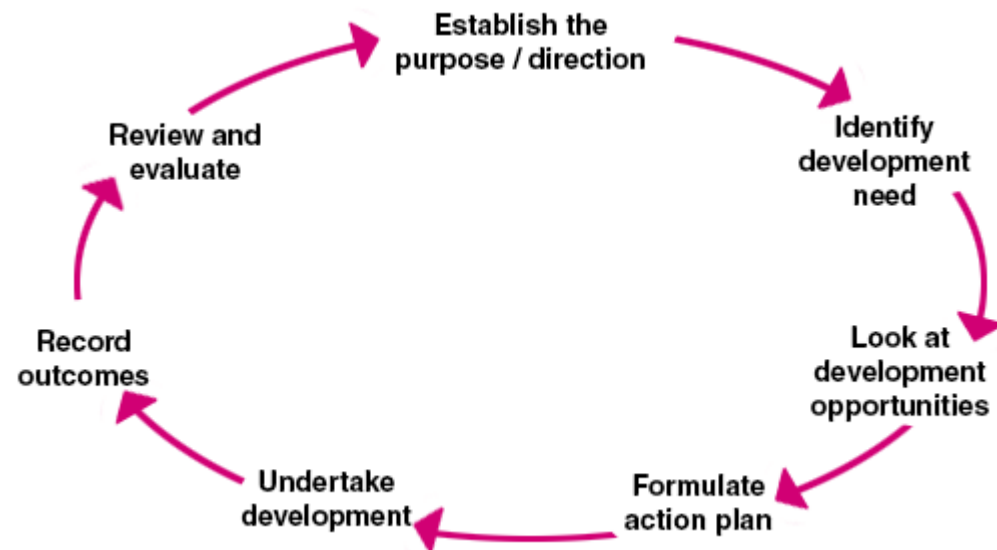 Establish the
purpose / direction
Identify
development
need
Look at
development
opportunities
Formulate
action plan
Undertake
development
Record
outcomes
Review and
evaluate